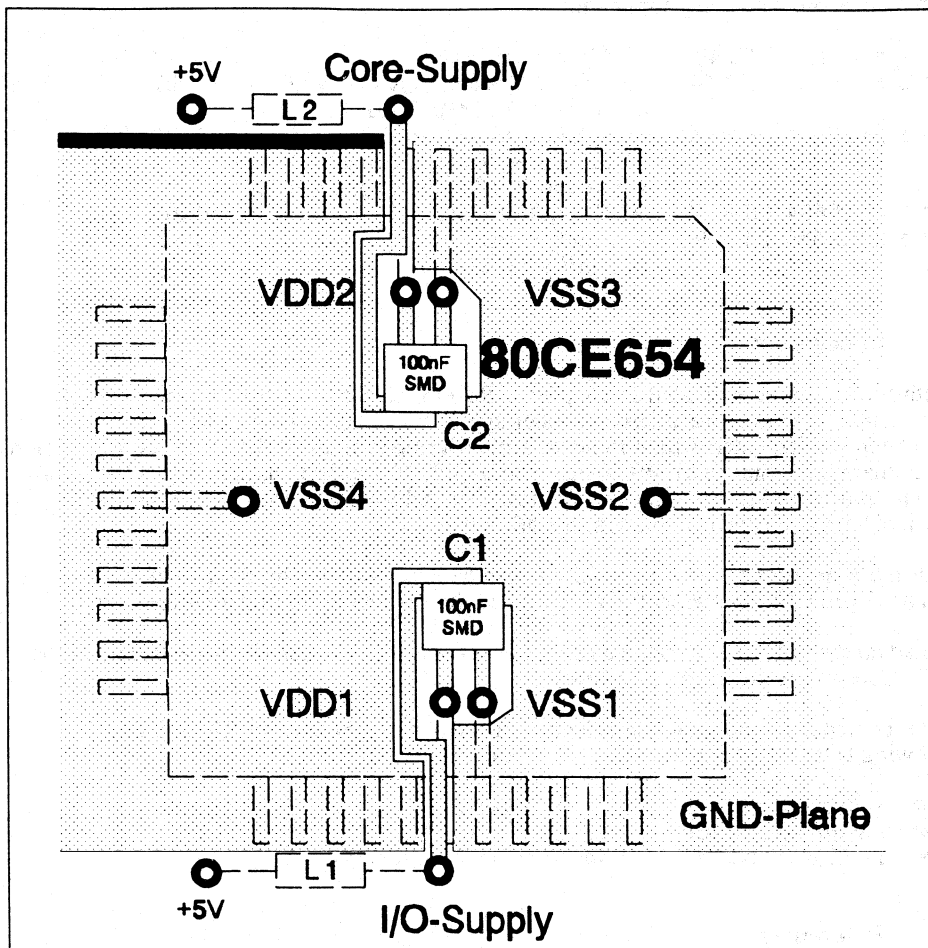 Core-Supply
+5V
L2
VDD2
VSS3
100nF
SMD
80CE654
C2
VSS4
VSS2
C1
100nF
SMD
VDD1
VSS1
GND-Plane
L1
+5V
I/O-Supply